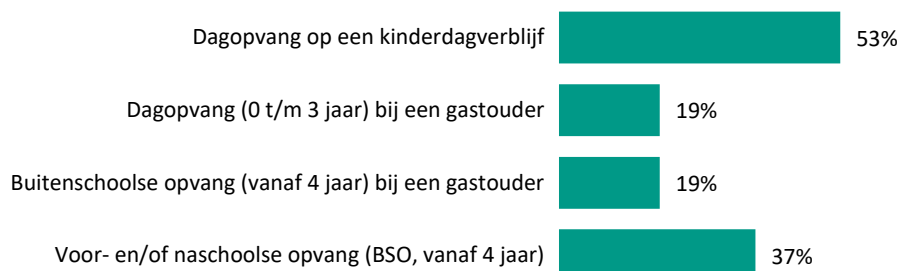 Dagopvang op een kinderdagverblijf 53%
Dagopvang (0 t/m 3 jaar) bij een gastouder 19%
Buitenschoolse opvang (vanaf 4 jaar) bij een gastouder 19%
Voor- en/of naschoolse opvang (BSO, vanaf 4 jaar) 37%